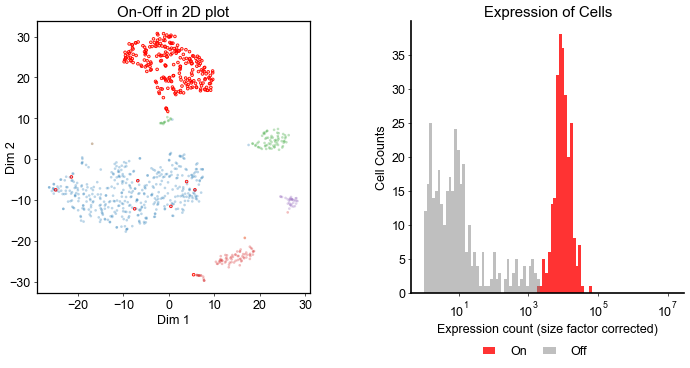 On-Off in 2D plot
Dim 2
30
20
10
0
−10
−20
−30
−20 −10 0 10 20 30
Dim 1
Expression of Cells
Cell Counts
35
30
25
20
15
10
5
0
10^1 10^3 10^5 10^7
Expression count (size factor corrected)
On Off